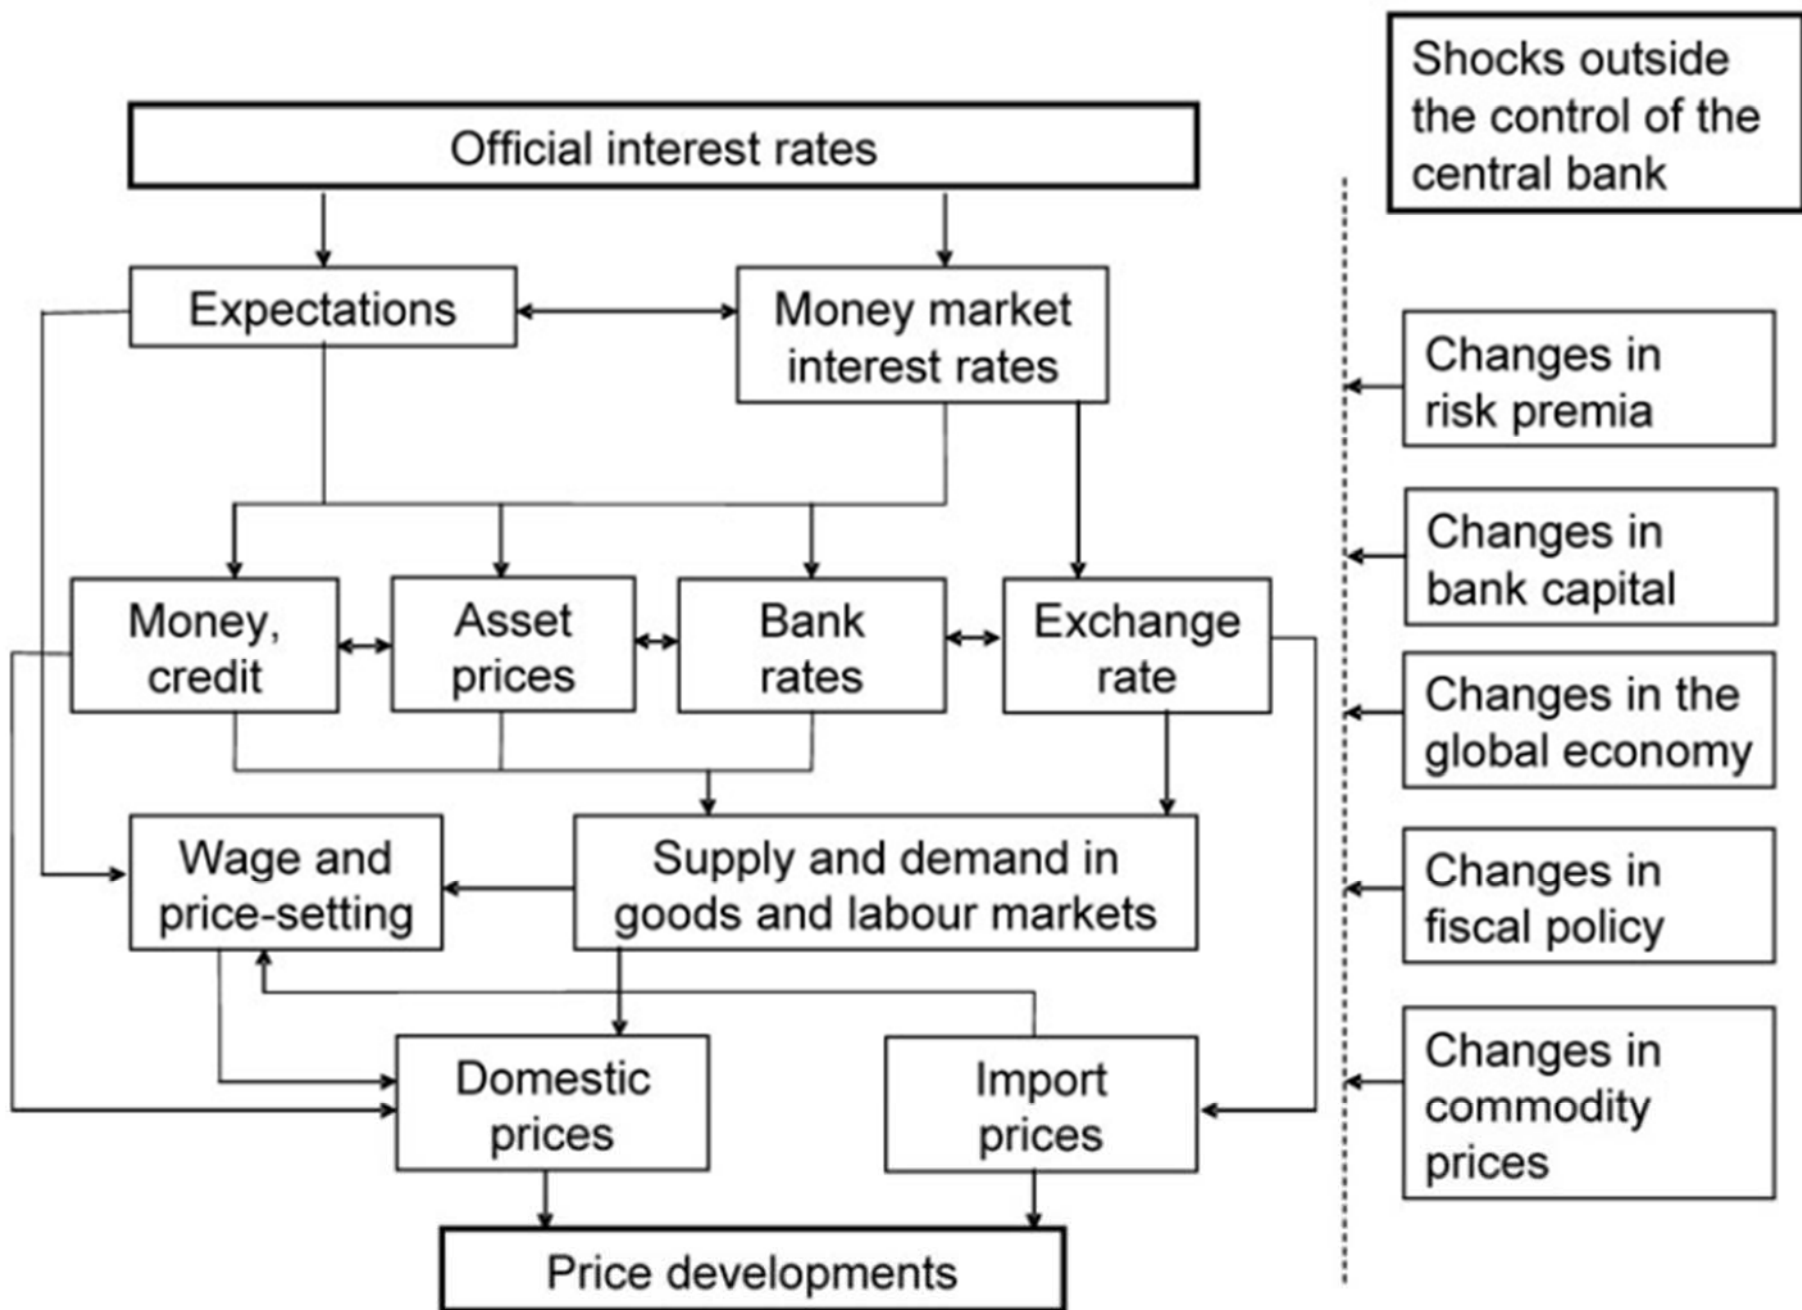 Shocks outside
the control of the
central bank
Official interest rates
Expectations
Money market
interest rates
Changes in
risk premia
Changes in
bank capital
Money,
credit
Asset
prices
Bank
rates
Exchange
rate
Changes in the
global economy
Wage and
price-setting
Supply and demand in
goods and labour markets
Changes in
fiscal policy
Domestic
prices
Import
prices
Changes in
commodity
prices
Price developments